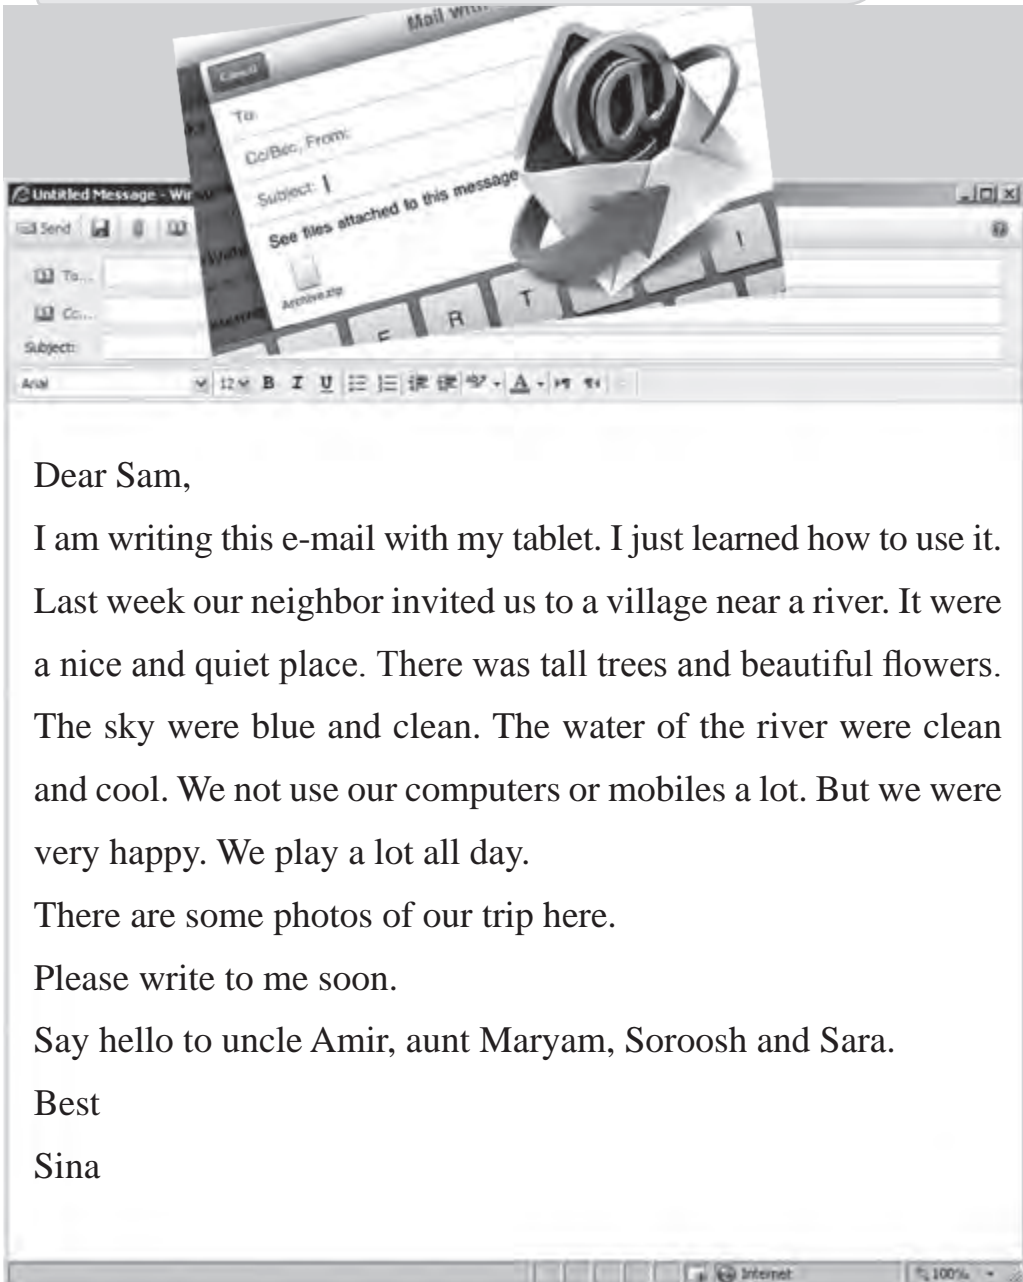 Mail with
Cancel
To:
Cc/Bcc, From:
Subject:
See files attached to this message
Archive.zip
E R T I
Untitled Message - Wi
Send
To...
Cc...
Subject:
Arial 12 B I U A
Dear Sam,
I am writing this e-mail with my tablet. I just learned how to use it.
Last week our neighbor invited us to a village near a river. It were
a nice and quiet place. There was tall trees and beautiful flowers.
The sky were blue and clean. The water of the river were clean
and cool. We not use our computers or mobiles a lot. But we were
very happy. We play a lot all day.
There are some photos of our trip here.
Please write to me soon.
Say hello to uncle Amir, aunt Maryam, Soroosh and Sara.
Best
Sina
Internet 100%